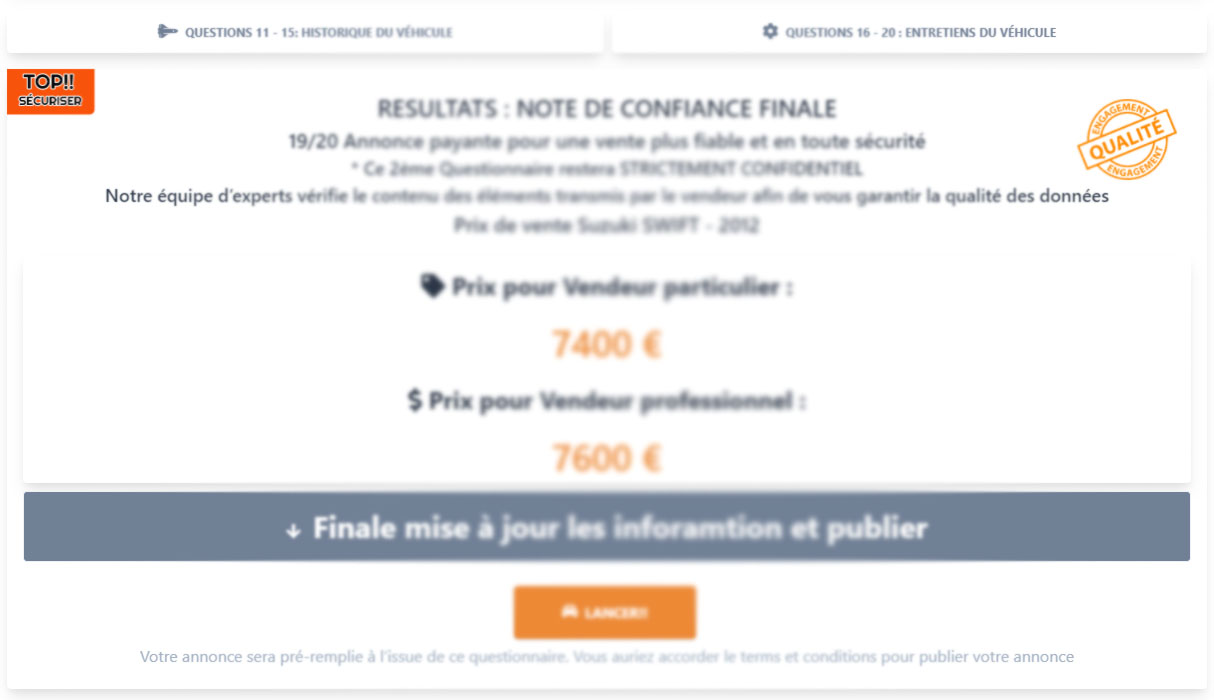 QUESTIONS 11 - 15: HISTORIQUE DU VÉHICULE
QUESTIONS 16 - 20 : ENTRETIENS DU VÉHICULE
TOP!!
SÉCURISER
RESULTATS : NOTE DE CONFIANCE FINALE
19/20 Annonce payante pour une vente plus fiable et en toute sécurité
* Ce 2ème Questionnaire restera STRICTEMENT CONFIDENTIEL
ENGAGEMENT
QUALITÉ
ENGAGEMENT
Notre équipe d'experts vérifie le contenu des éléments transmis par le vendeur afin de vous garantir la qualité des données
Prix de vente Suzuki SWIFT - 2012
Prix pour Vendeur particulier :
7400 €
$ Prix pour Vendeur professionnel :
7600 €
↓ Finale mise à jour les inforamtion et publier
LANCER!!
Votre annonce sera pré-remplie à l'issue de ce questionnaire. Vous auriez accorder le terms et conditions pour publier votre annonce